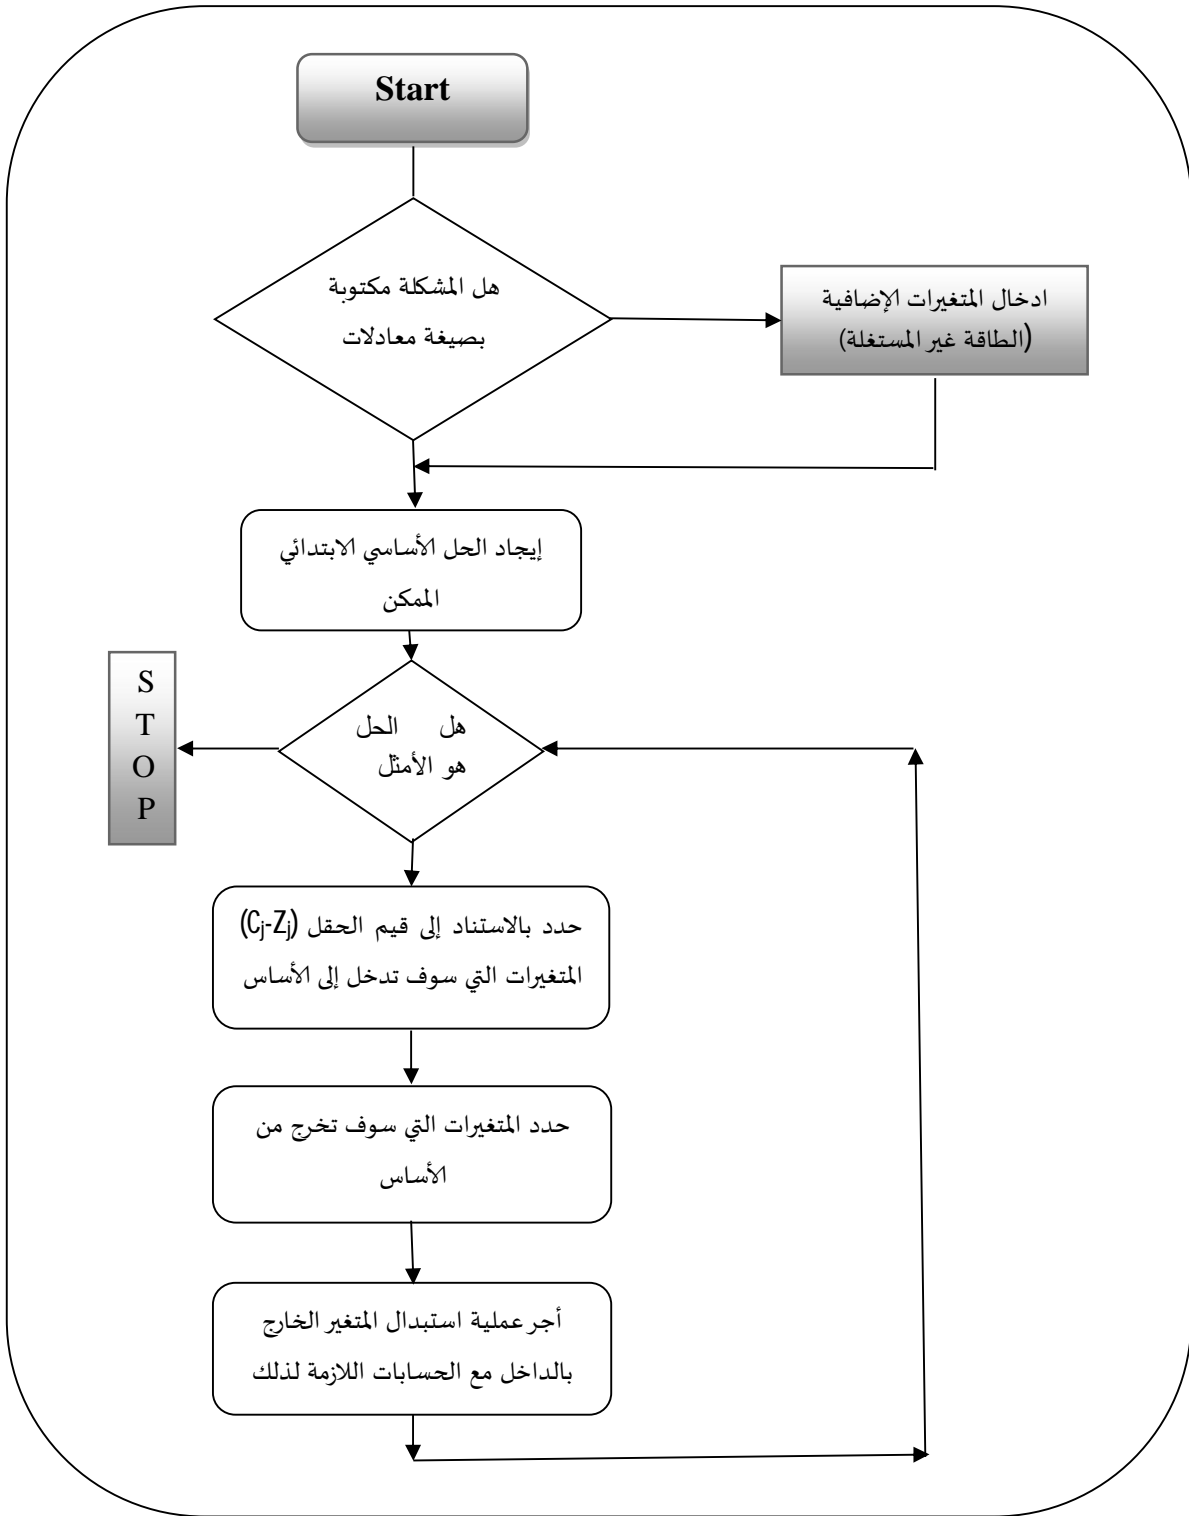 Start
هل المشكلة مكتوبة
بصيغة معادلات
ادخال المتغيرات الإضافية
(الطاقة غير المستغلة)
إيجاد الحل الأساسي الابتدائي
الممكن
هل الحل
هو الأمثل
S
T
O
P
حدد بالاستناد إلى قيم الحقل (Cj-Zj)
المتغيرات التي سوف تدخل إلى الأساس
حدد المتغيرات التي سوف تخرج من
الأساس
أجر عملية استبدال المتغير الخارج
بالداخل مع الحسابات اللازمة لذلك